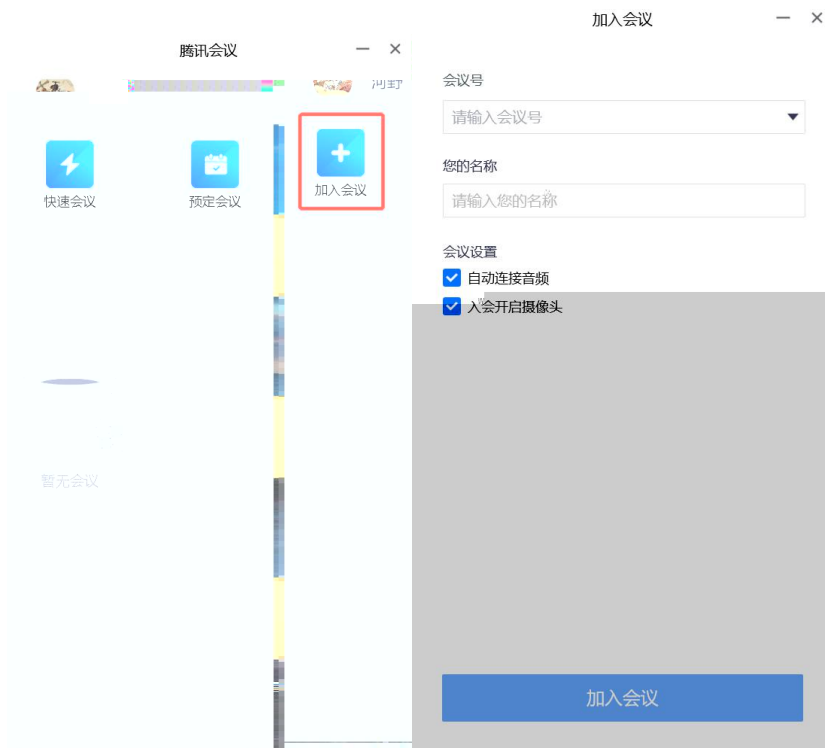 腾讯会议
河野
加入会议
快速会议
预定会议
暂无会议
加入会议
会议号
请输入会议号
您的名称
请输入您的名称
会议设置
自动连接音频
入会开启摄像头
加入会议